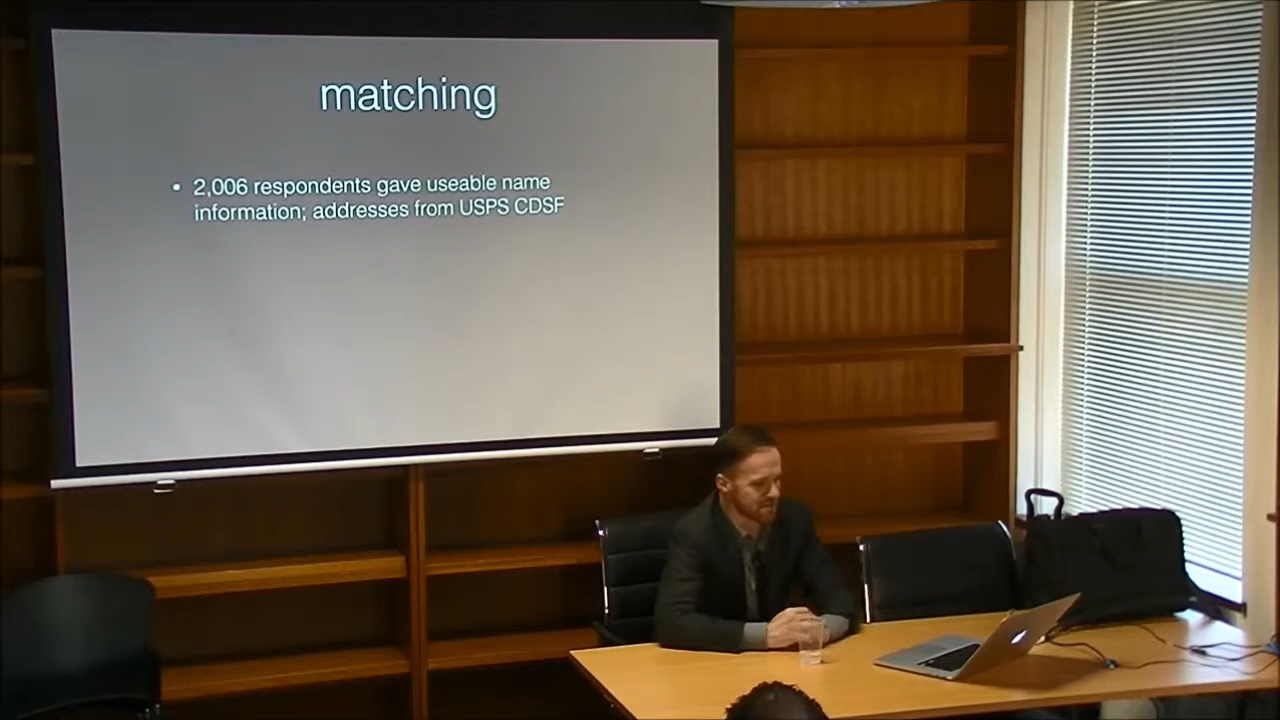 matching
• 2,006 respondents gave useable name
information; addresses from USPS CDSF